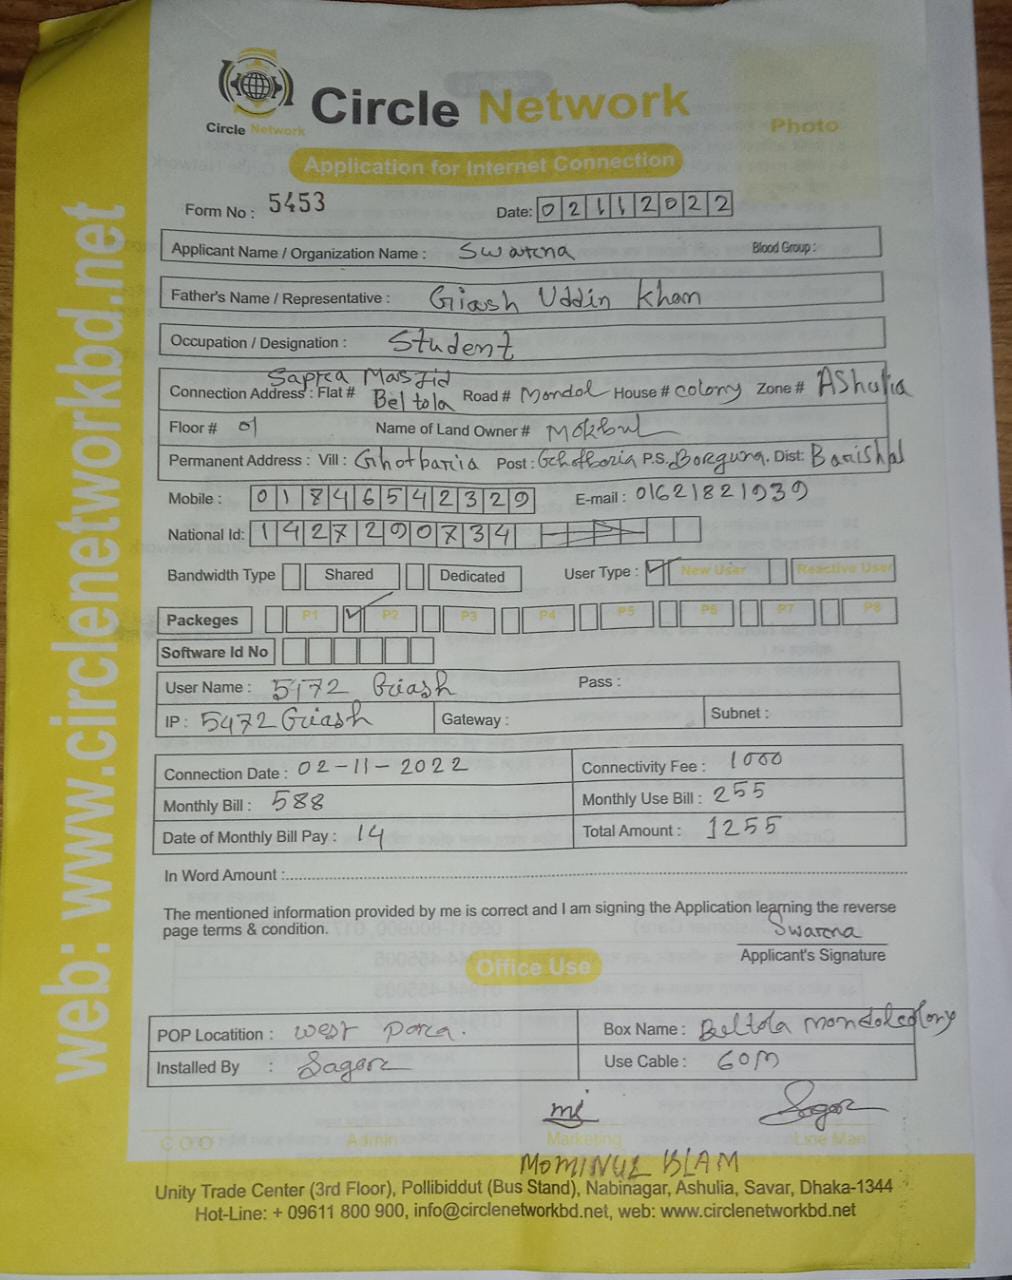 web: www.circlenetworkbd.net
Circle Network
Circle Network
Photo
Application for Internet Connection
Form No : 5453
Date: 02112022
Applicant Name / Organization Name : Swarna Blood Group :
Father's Name / Representative : Giash Uddin Khan
Occupation / Designation : Student
Sapra Masjid
Connection Address : Flat # Beltola Road # Mondol House # colony Zone # AShulia
Floor # 01 Name of Land Owner # Mokbul
Permanent Address : Vill : Ghotbaria Post : P.S. Borguna. Dist: Barishal
Mobile : 01846542329 E-mail : 01621821939
National Id: 1427290734
Bandwidth Type Shared Dedicated User Type : New User Reactive User
Packeges P1 P2 P3 P4 P5 P6 P7 P8
Software Id No
User Name : 5472 Giash Pass :
IP : 5472 Giash Gateway : Subnet :
Connection Date : 02-11-2022 Connectivity Fee : 1000
Monthly Bill : 588 Monthly Use Bill : 255
Date of Monthly Bill Pay : 14 Total Amount : 1255
In Word Amount :
The mentioned information provided by me is correct and I am signing the Application learning the reverse
page terms & condition.
Swarna
Applicant's Signature
Office Use
POP Locatition : west para. Box Name : Beltola mondolcolony
Installed By : Sagor Use Cable : 60M
Sagor
C O O Admin Marketing Line Man
MOMINUL ISLAM
Unity Trade Center (3rd Floor), Pollibiddut (Bus Stand), Nabinagar, Ashulia, Savar, Dhaka-1344
Hot-Line: + 09611 800 900, info@circlenetworkbd.net, web: www.circlenetworkbd.net